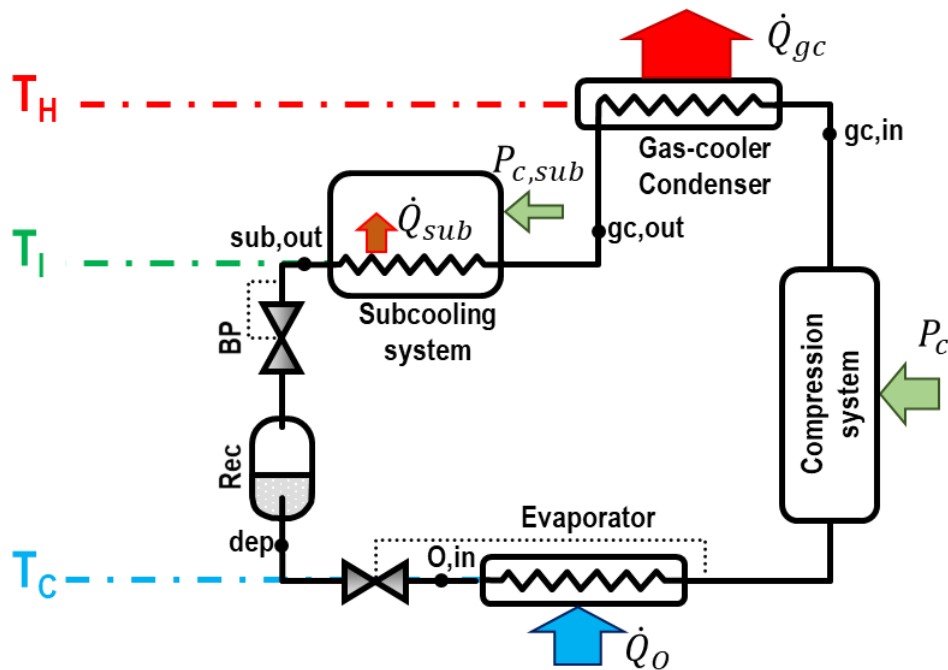 Q̇gc
TH
gc,in
Gas-cooler
Condenser
Pc,sub
Q̇sub
gc,out
sub,out
TI
Subcooling
system
BP
Pc
Compression
system
Rec
Evaporator
dep
O,in
TC
Q̇O